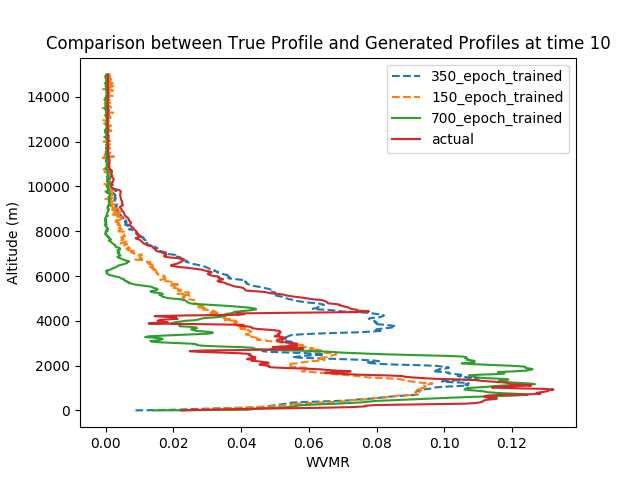 Comparison between True Profile and Generated Profiles at time 10
350_epoch_trained
150_epoch_trained
700_epoch_trained
actual
14000
12000
10000
8000
6000
4000
2000
0
Altitude (m)
0.00 0.02 0.04 0.06 0.08 0.10 0.12
WVMR